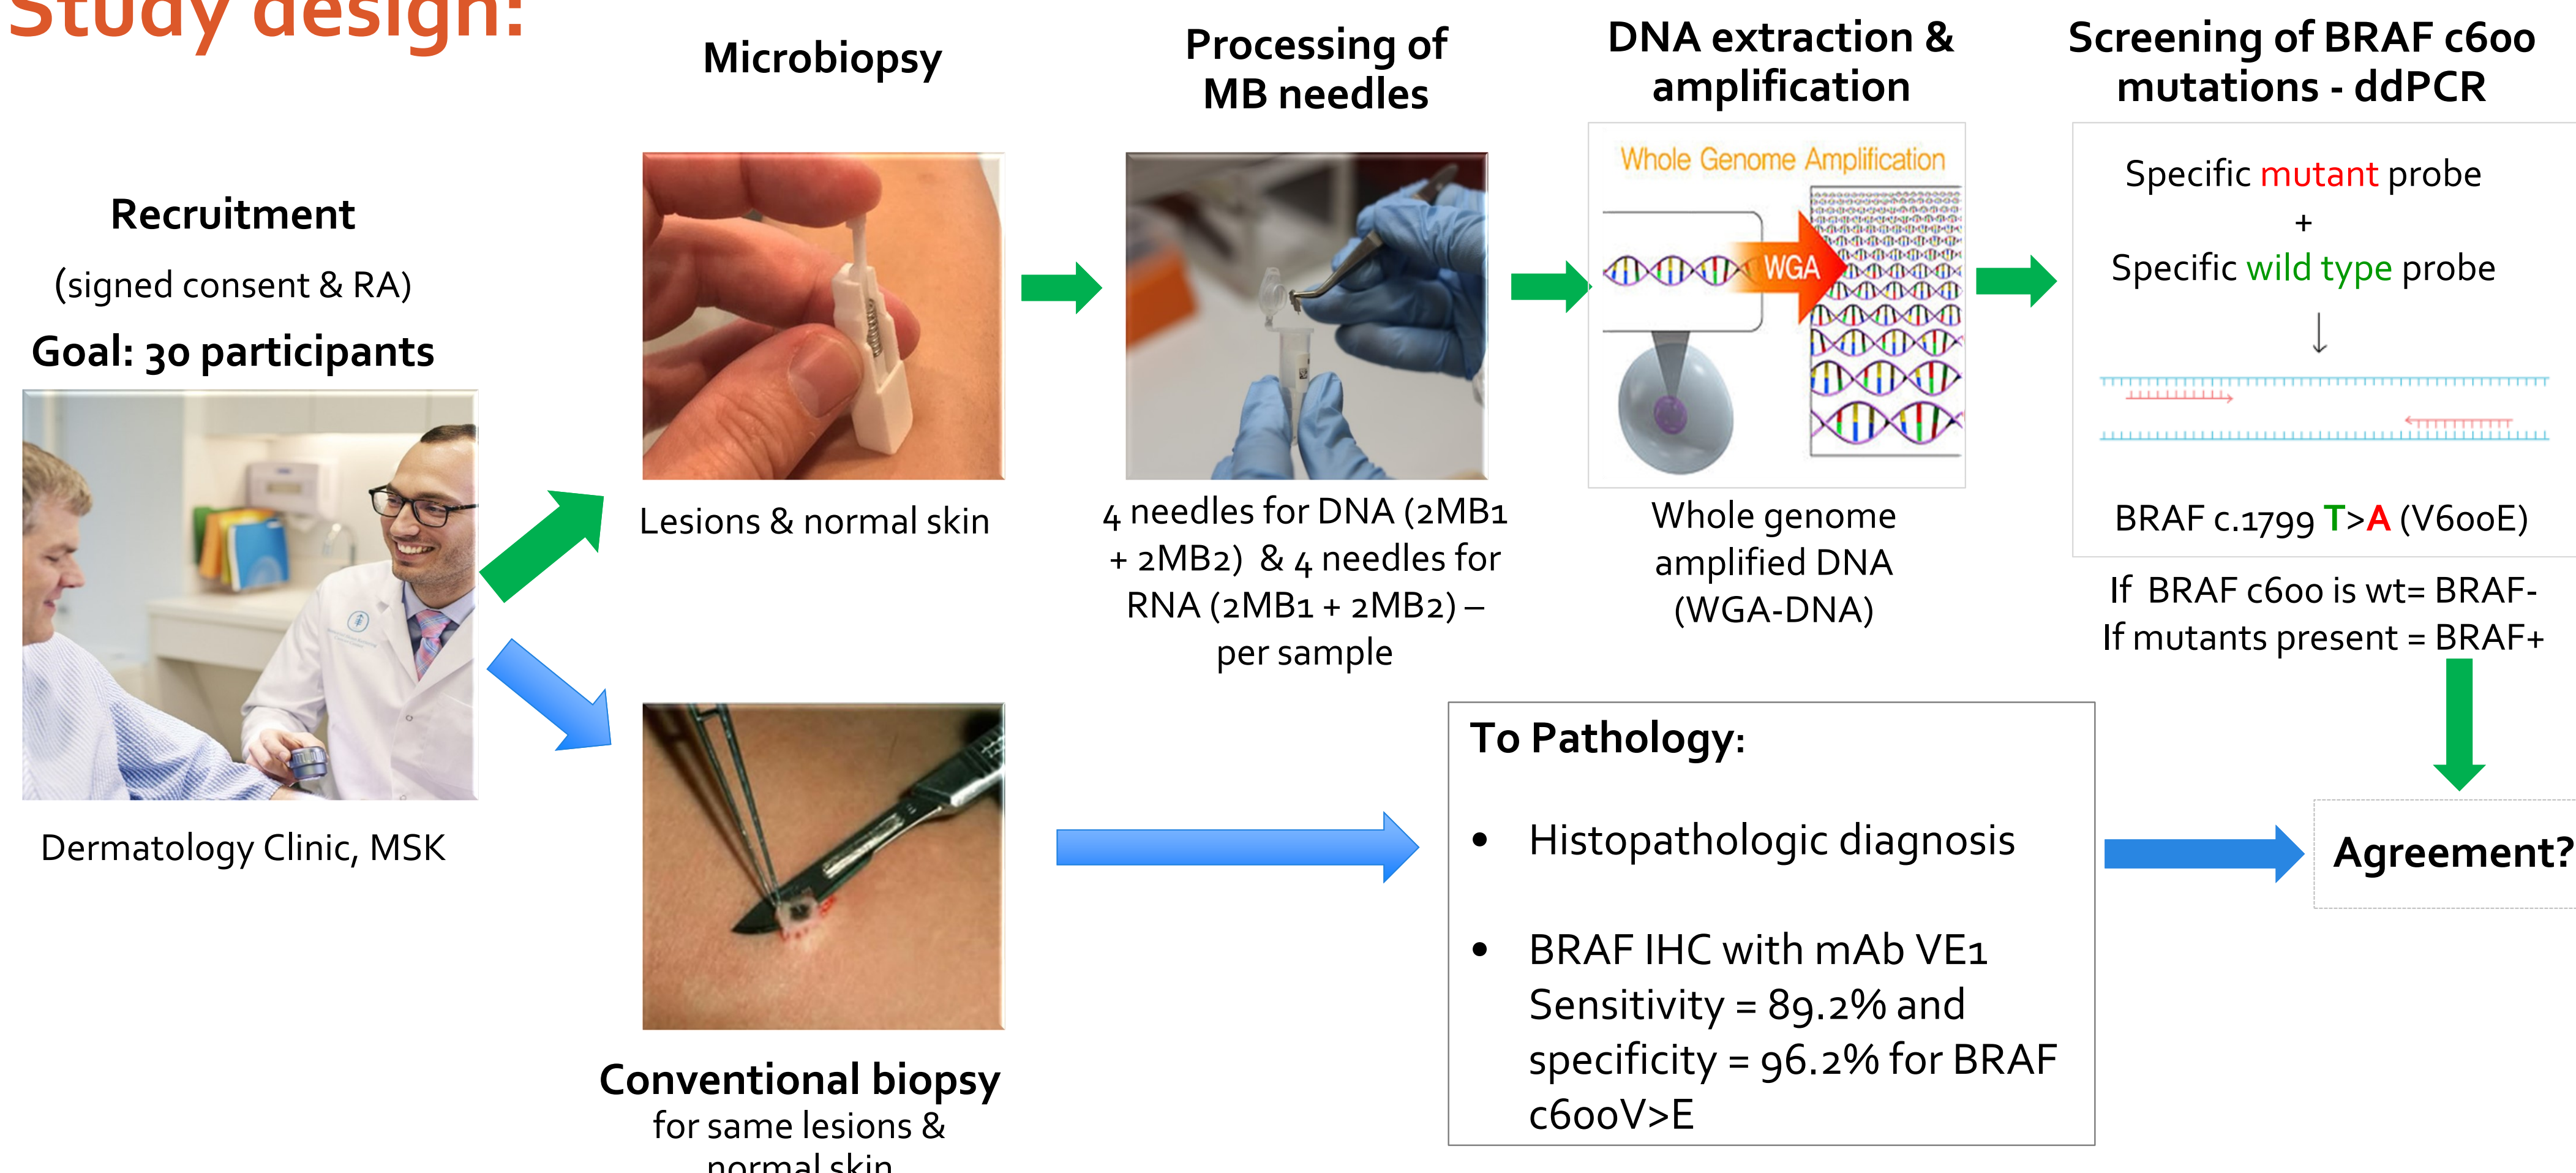 Study design:
Recruitment
(signed consent & RA)
Goal: 30 participants
Dermatology Clinic, MSK
Microbiopsy
Lesions & normal skin
Processing of
MB needles
4 needles for DNA (2MB1
+ 2MB2) & 4 needles for
RNA (2MB1 + 2MB2) –
per sample
DNA extraction &
amplification
Whole Genome Amplification
WGA
Whole genome
amplified DNA
(WGA-DNA)
Screening of BRAF c600
mutations - ddPCR
Specific mutant probe
+
Specific wild type probe
BRAF c.1799 T>A (V600E)
If BRAF c600 is wt= BRAF-
If mutants present = BRAF+
Conventional biopsy
for same lesions &
normal skin
To Pathology:
• Histopathologic diagnosis
• BRAF IHC with mAb VE1
Sensitivity = 89.2% and
specificity = 96.2% for BRAF
c600V>E
Agreement?